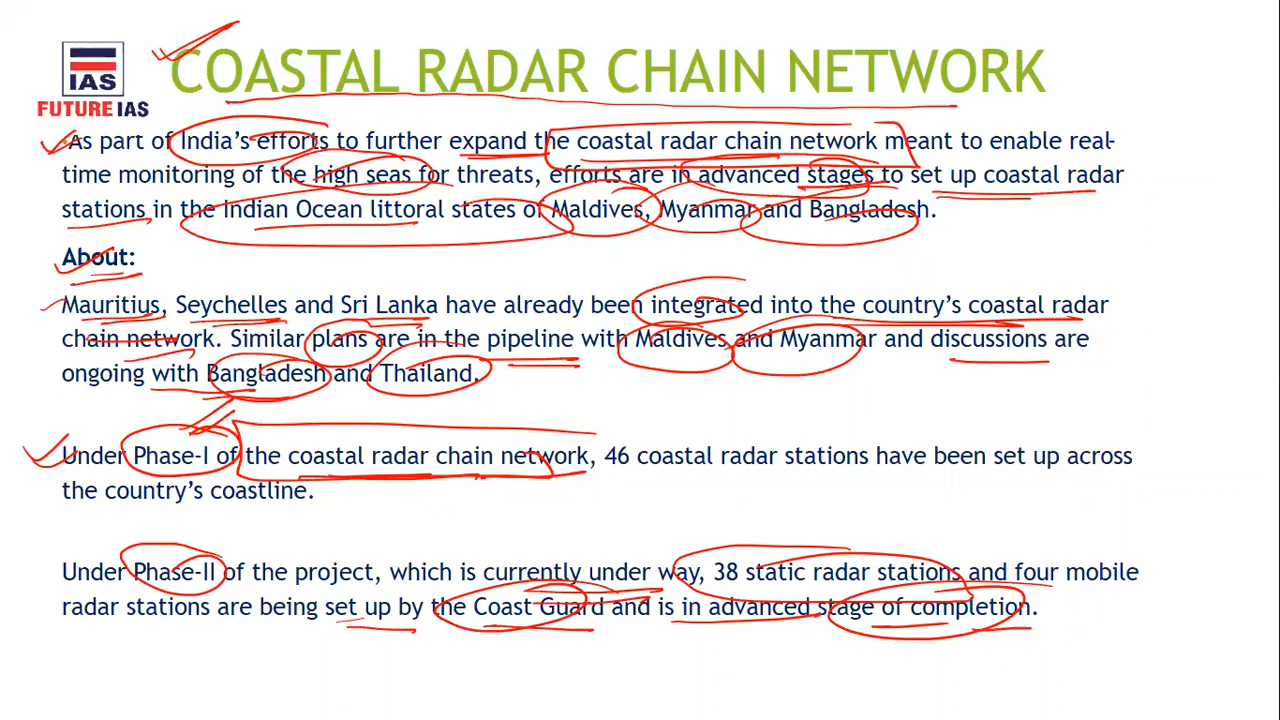 IAS
FUTURE IAS
COASTAL RADAR CHAIN NETWORK
As part of India's efforts to further expand the coastal radar chain network meant to enable real-
time monitoring of the high seas for threats, efforts are in advanced stages to set up coastal radar
stations in the Indian Ocean littoral states of Maldives, Myanmar and Bangladesh.
About:
Mauritius, Seychelles and Sri Lanka have already been integrated into the country's coastal radar
chain network. Similar plans are in the pipeline with Maldives and Myanmar and discussions are
ongoing with Bangladesh and Thailand.
Under Phase-I of the coastal radar chain network, 46 coastal radar stations have been set up across
the country's coastline.
Under Phase-II of the project, which is currently under way, 38 static radar stations and four mobile
radar stations are being set up by the Coast Guard and is in advanced stage of completion.